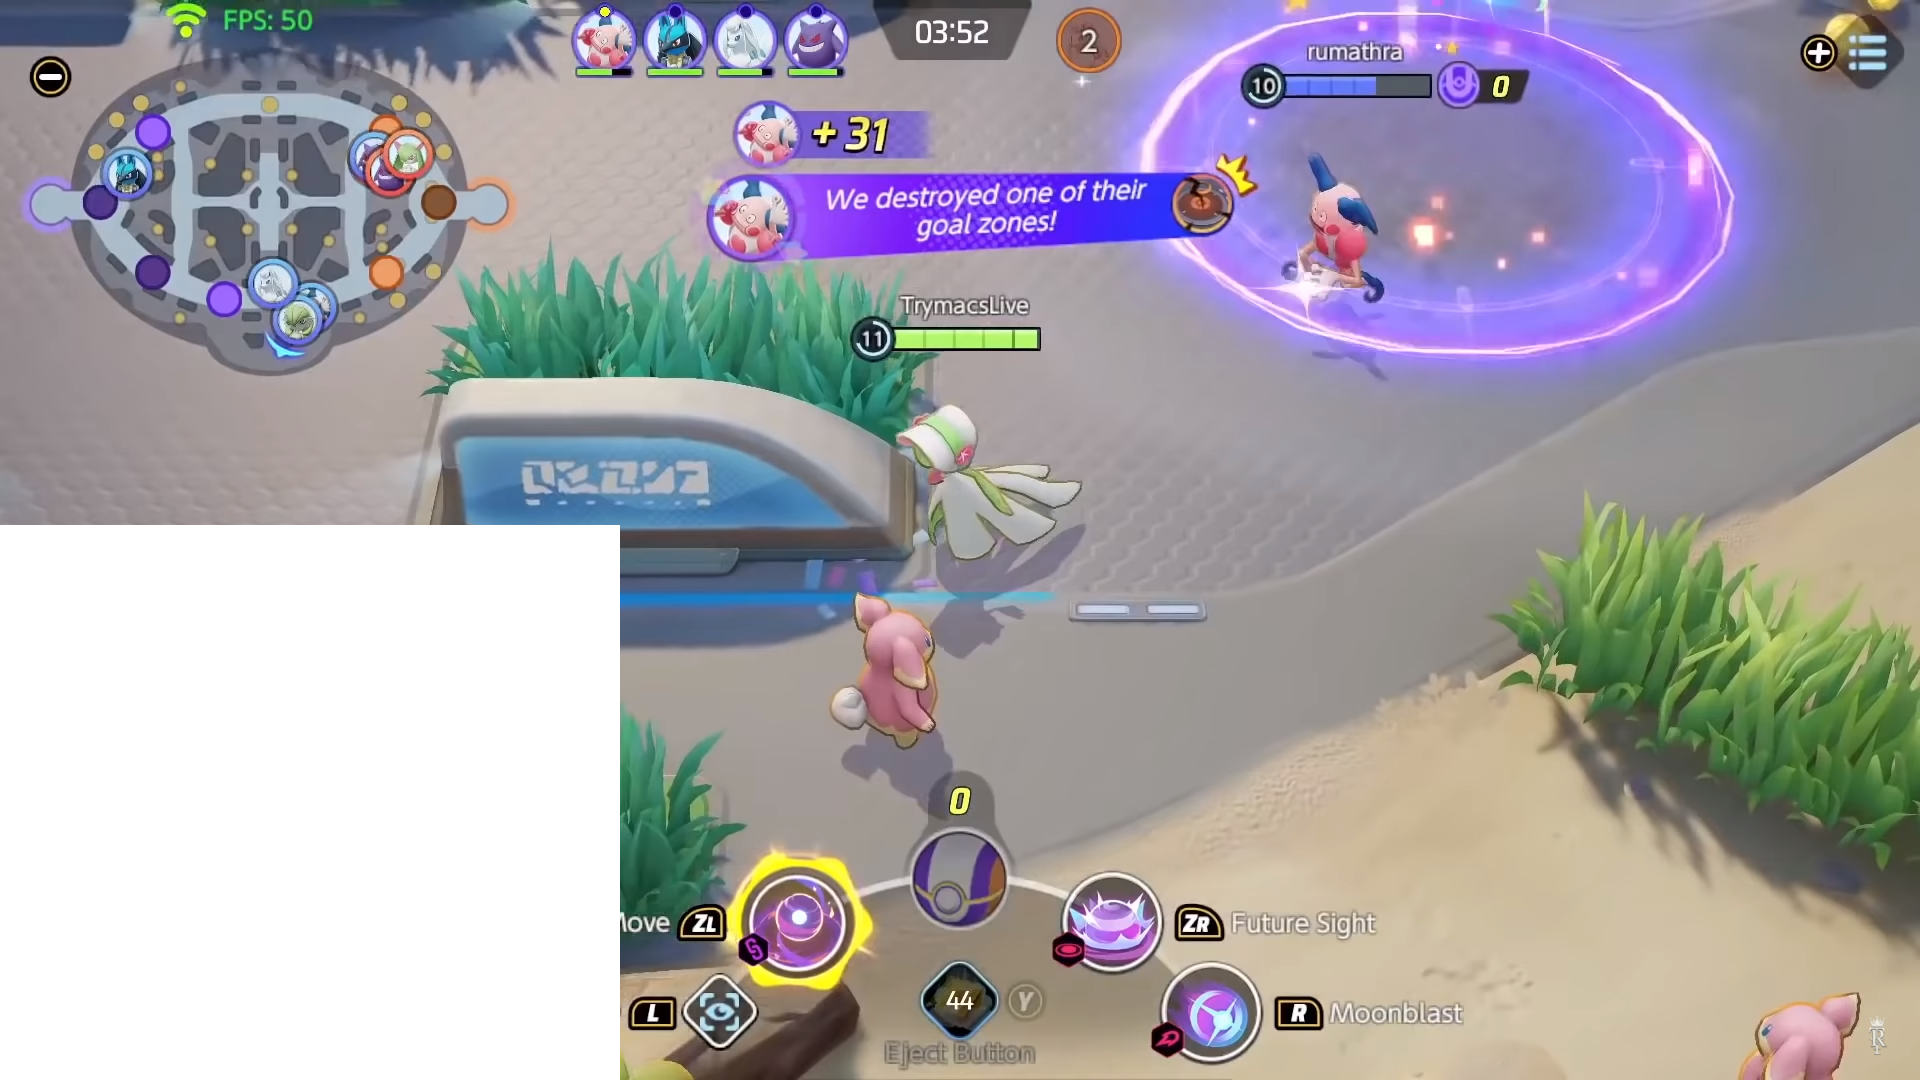 FPS: 50
03:52
2
rumathra
10
0
+ 31
We destroyed one of their
goal zones!
TrymacsLive
11
0
Move ZL
ZR Future Sight
L
44
Y
R Moonblast
Eject Button
R